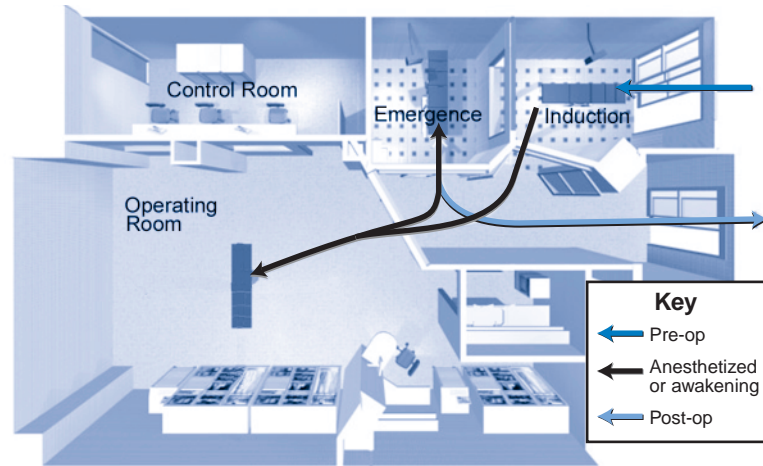 Control Room
Emergence
Induction
Operating
Room
Key
Pre-op
Anesthetized
or awakening
Post-op